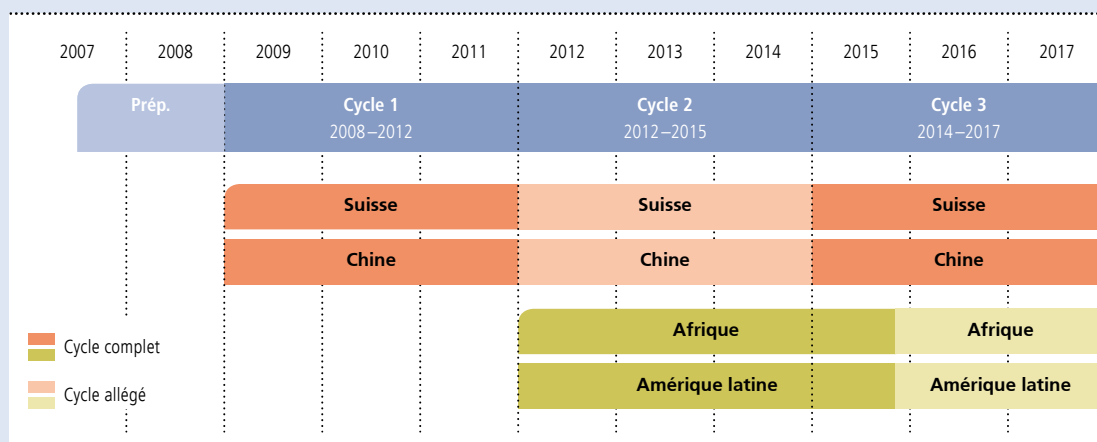 2007 2008 2009 2010 2011 2012 2013 2014 2015 2016 2017
Prép. Cycle 1 Cycle 2 Cycle 3
2008–2012 2012–2015 2014–2017
Suisse Suisse Suisse
Chine Chine Chine
Afrique Afrique
Cycle complet
Amérique latine Amérique latine
Cycle allégé